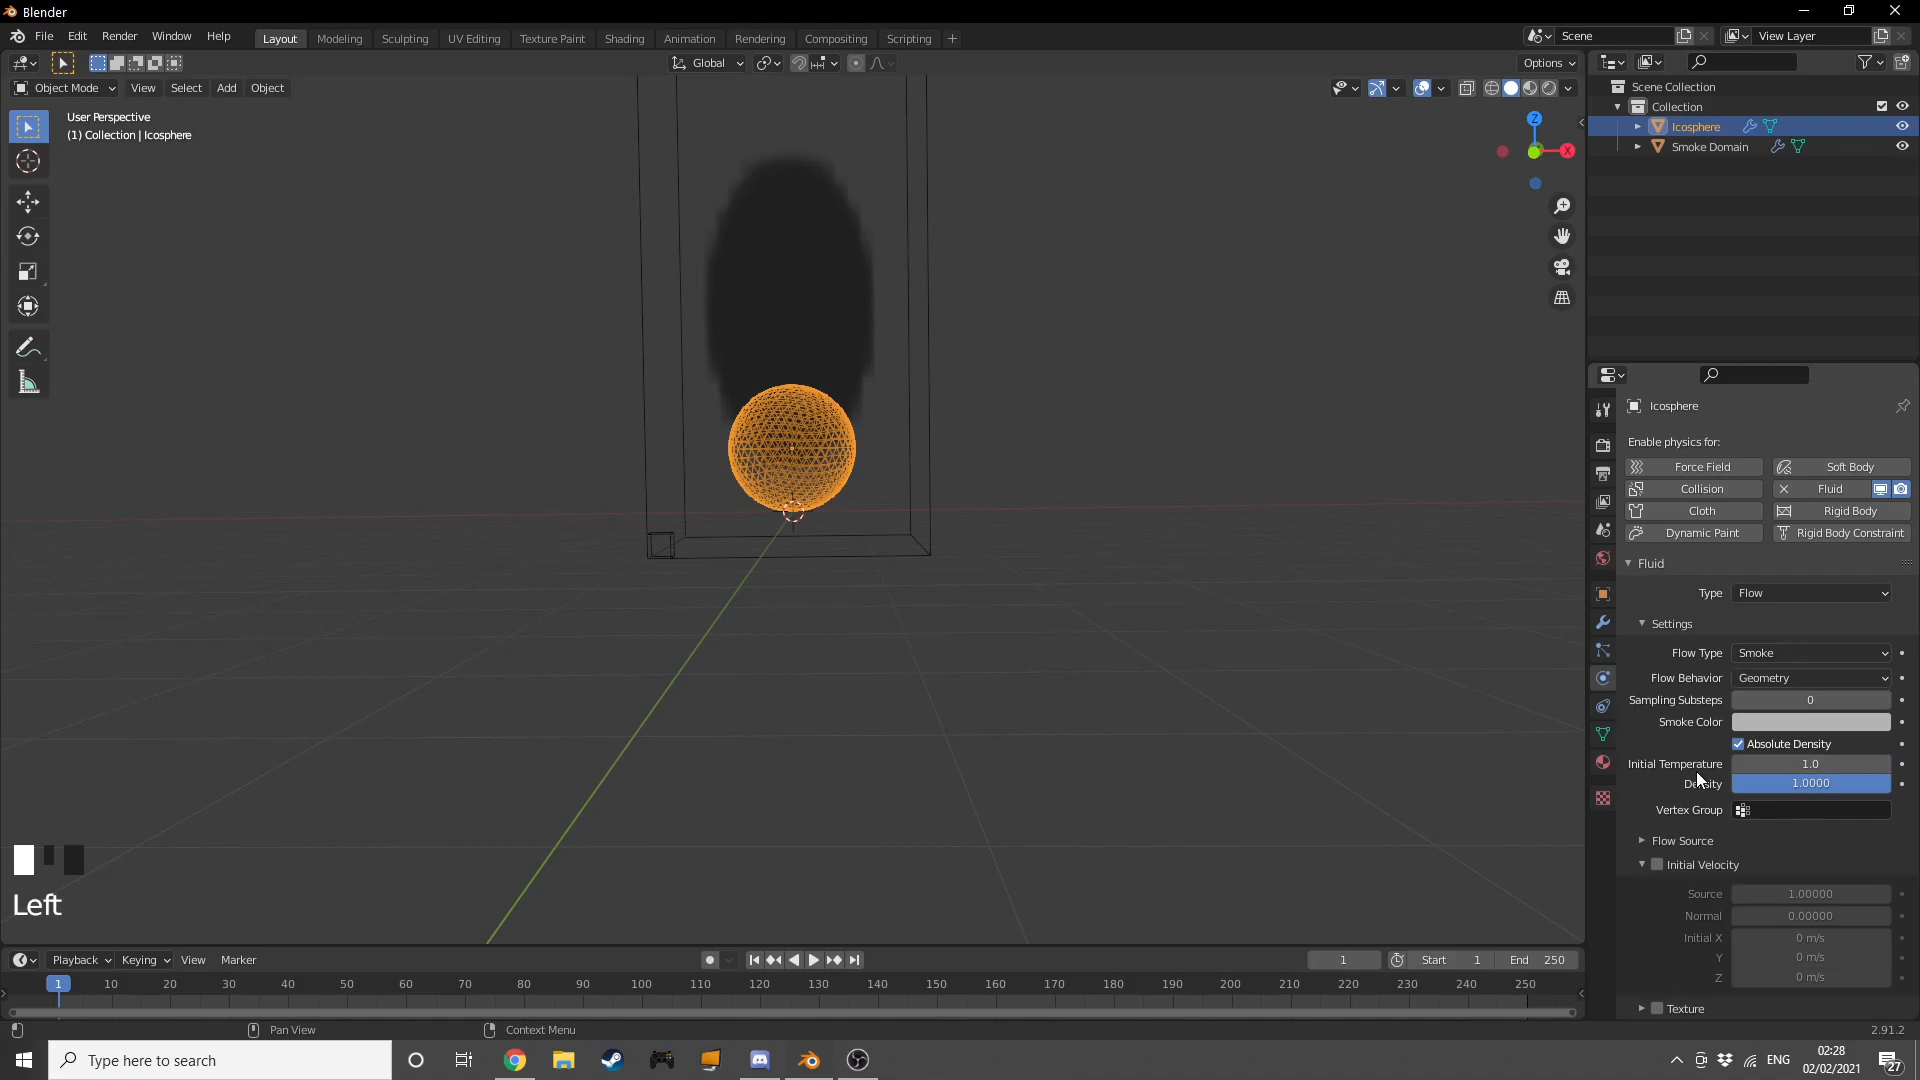 Blender
File Edit Render Window Help Layout Modeling Sculpting UV Editing Texture Paint Shading Animation Rendering Compositing Scripting + Scene View Layer
Global Options
Object Mode View Select Add Object
User Perspective
(1) Collection | Icosphere
Z
X
Scene Collection
Collection
Icosphere
Smoke Domain
Icosphere
Enable physics for:
Force Field Soft Body
Collision Fluid
Cloth Rigid Body
Dynamic Paint Rigid Body Constraint
Fluid
Type Flow
Settings
Flow Type Smoke
Flow Behavior Geometry
Sampling Substeps 0
Smoke Color
Absolute Density
Initial Temperature 1.0
Density 1.0000
Vertex Group
Flow Source
Initial Velocity
Source 1.00000
Normal 0.00000
Initial X 0 m/s
Y 0 m/s
Z 0 m/s
Texture
Left
Playback Keying View Marker 1 Start 1 End 250
1 10 20 30 40 50 60 70 80 90 100 110 120 130 140 150 160 170 180 190 200 210 220 230 240 250
Pan View Context Menu 2.91.2
Type here to search ENG 02:28
02/02/2021 27